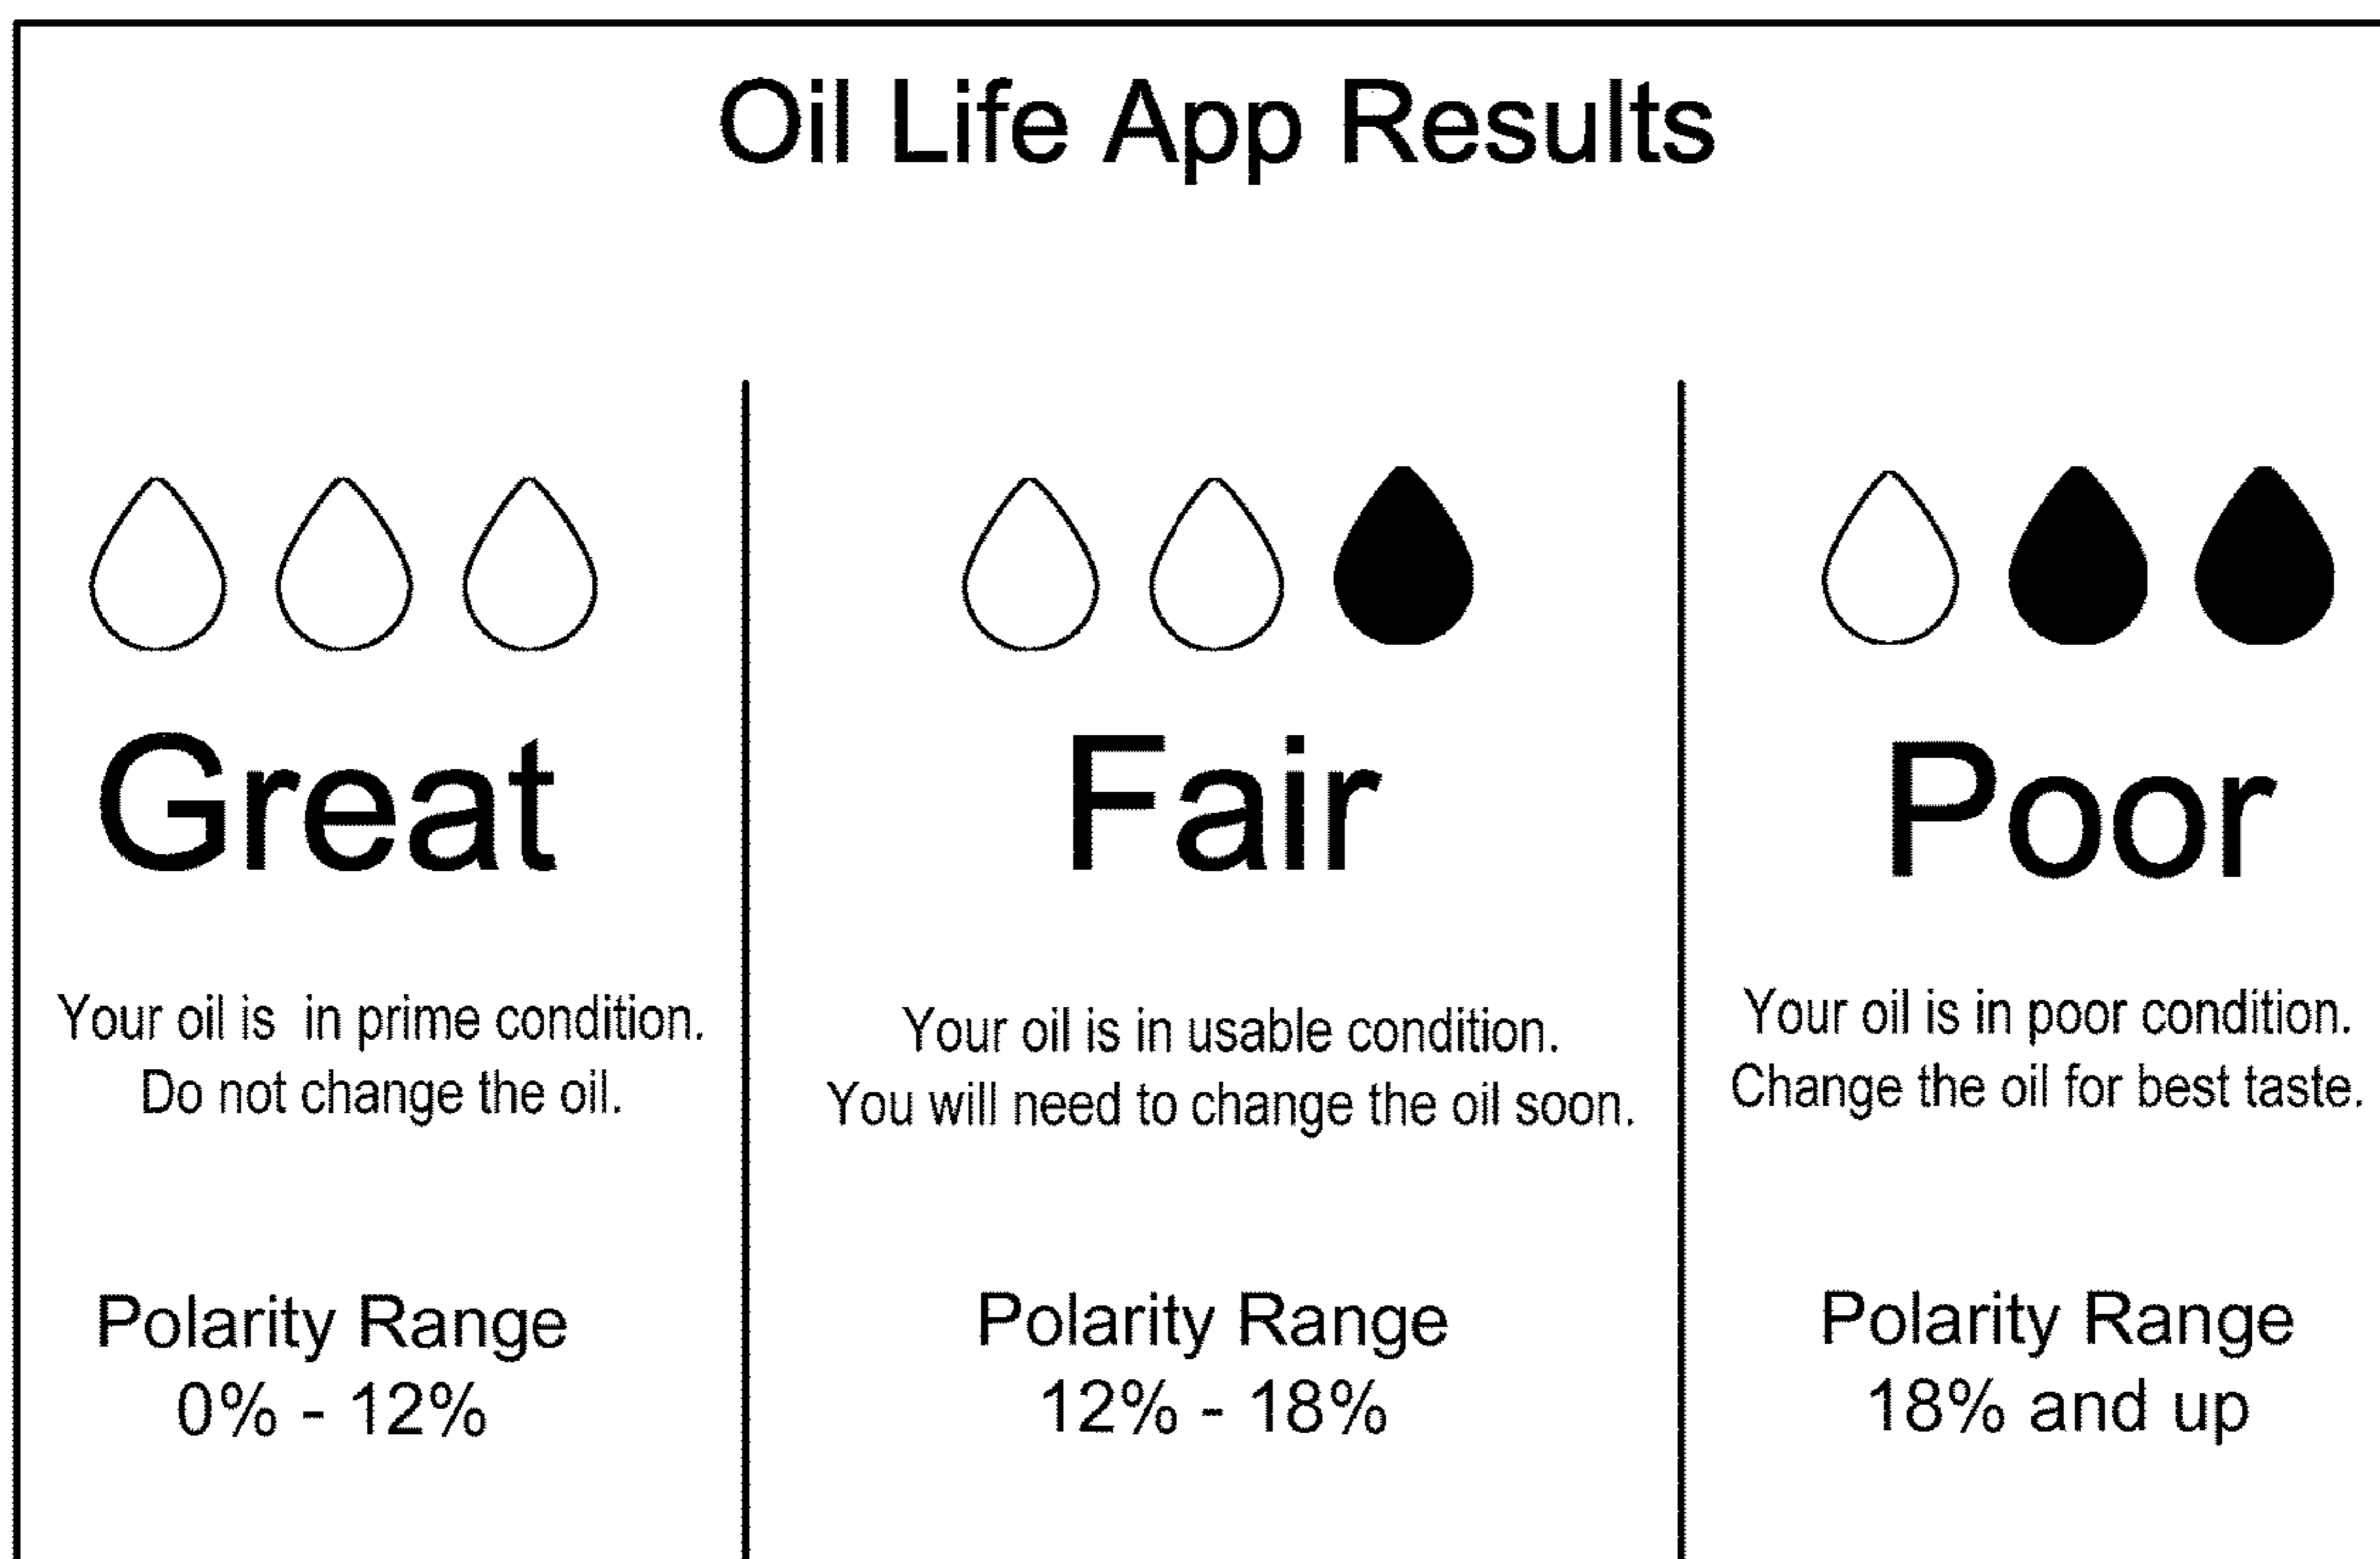 Oil Life App Results
Great
Your oil is in prime condition.
Do not change the oil.
Polarity Range
0% - 12%
Fair
Your oil is in usable condition.
You will need to change the oil soon.
Polarity Range
12% - 18%
Poor
Your oil is in poor condition.
Change the oil for best taste.
Polarity Range
18% and up